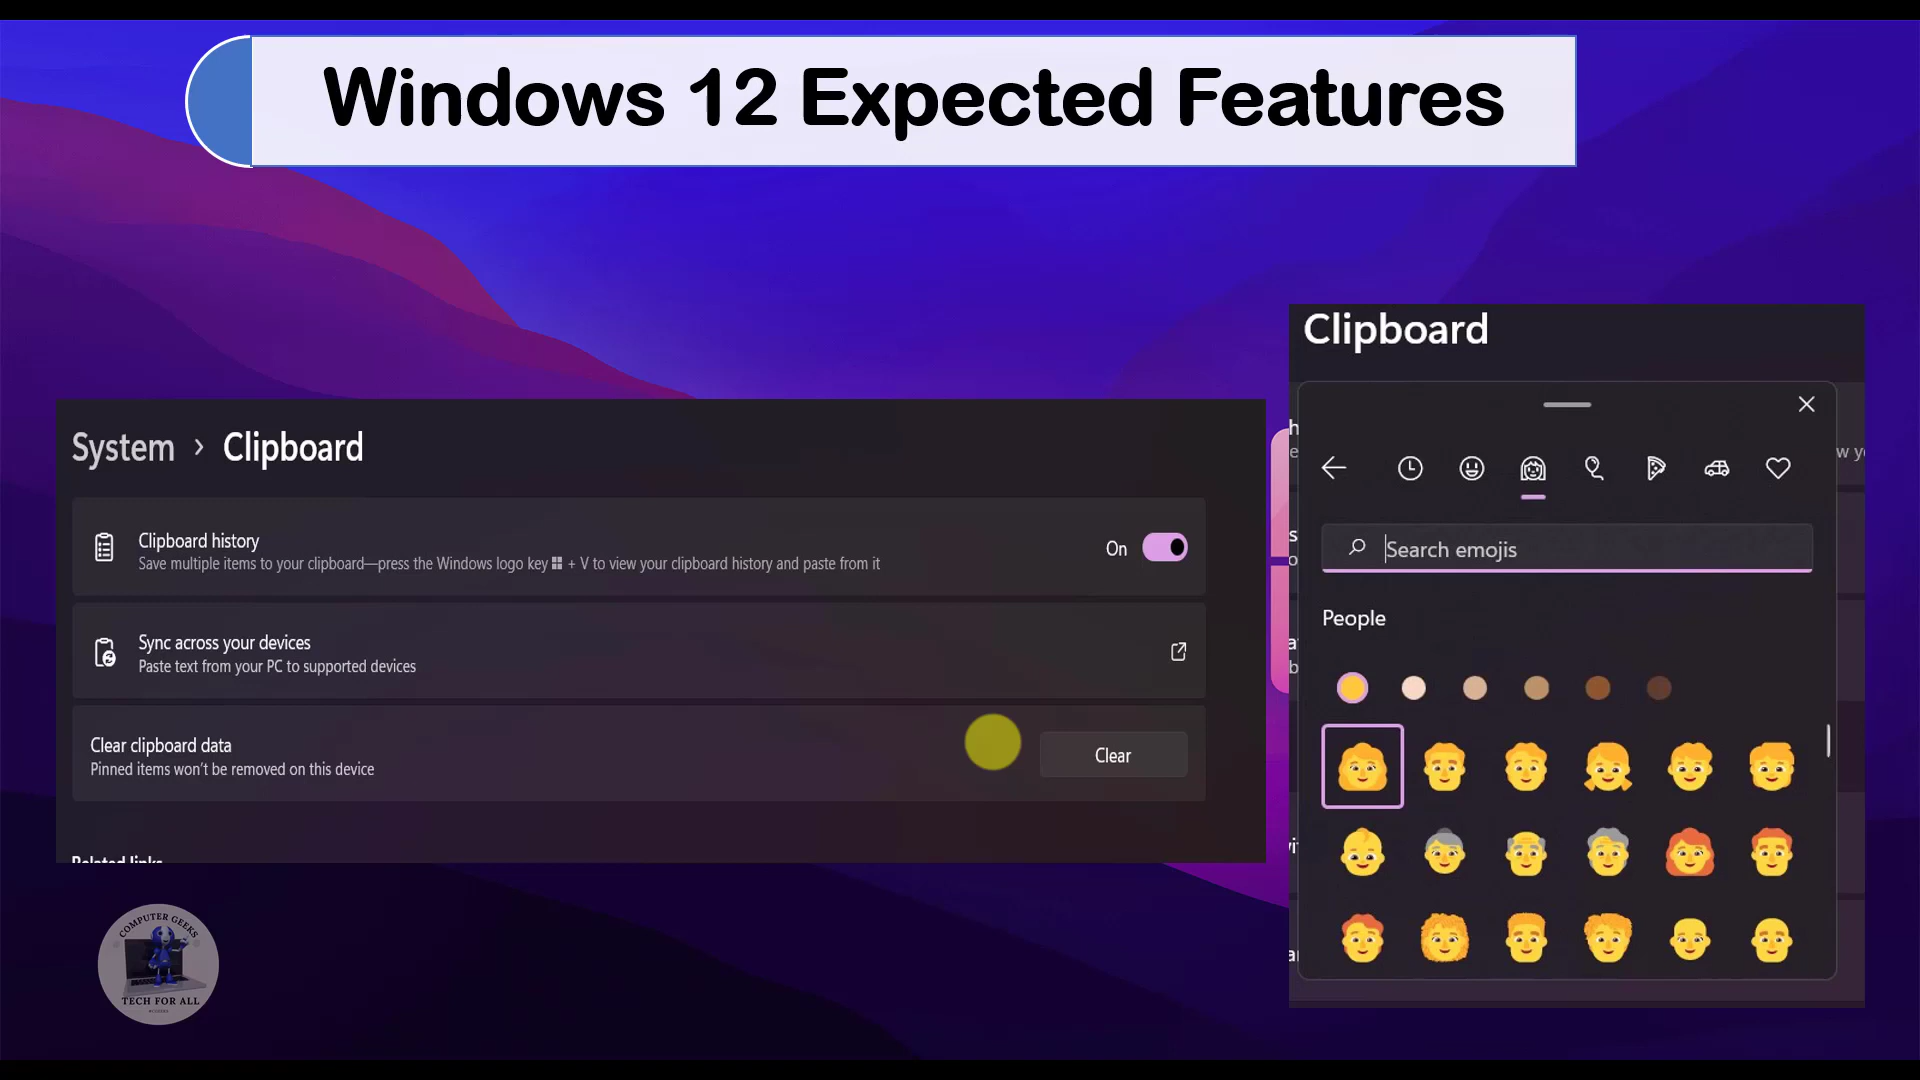 Windows 12 Expected Features
System › Clipboard
Clipboard history
Save multiple items to your clipboard—press the Windows logo key + V to view your clipboard history and paste from it
On
Sync across your devices
Paste text from your PC to supported devices
Clear clipboard data
Pinned items won't be removed on this device
Clear
Related links
COMPUTER GEEKS
TECH FOR ALL
Clipboard
Search emojis
People